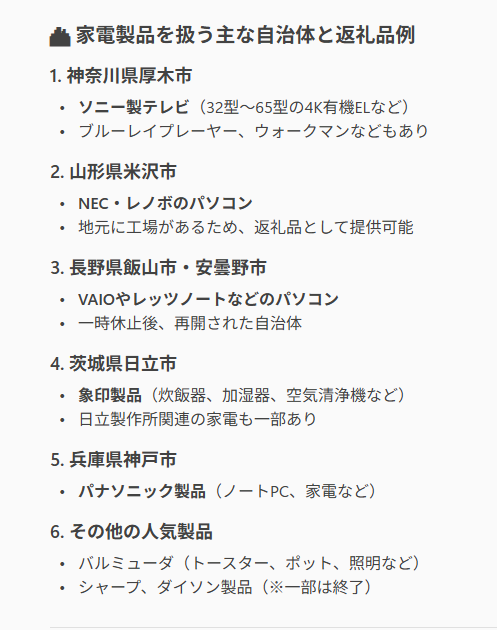 家電製品を扱う主な自治体と返礼品例
1. 神奈川県厚木市
• ソニー製テレビ（32型～65型の4K有機ELなど）
• ブルーレイプレーヤー、ウォークマンなどもあり
2. 山形県米沢市
• NEC・レノボのパソコン
• 地元に工場があるため、返礼品として提供可能
3. 長野県飯山市・安曇野市
• VAIOやレッツノートなどのパソコン
• 一時休止後、再開された自治体
4. 茨城県日立市
• 象印製品（炊飯器、加湿器、空気清浄機など）
• 日立製作所関連の家電も一部あり
5. 兵庫県神戸市
• パナソニック製品（ノートPC、家電など）
6. その他の人気製品
• バルミューダ（トースター、ポット、照明など）
• シャープ、ダイソン製品（※一部は終了）